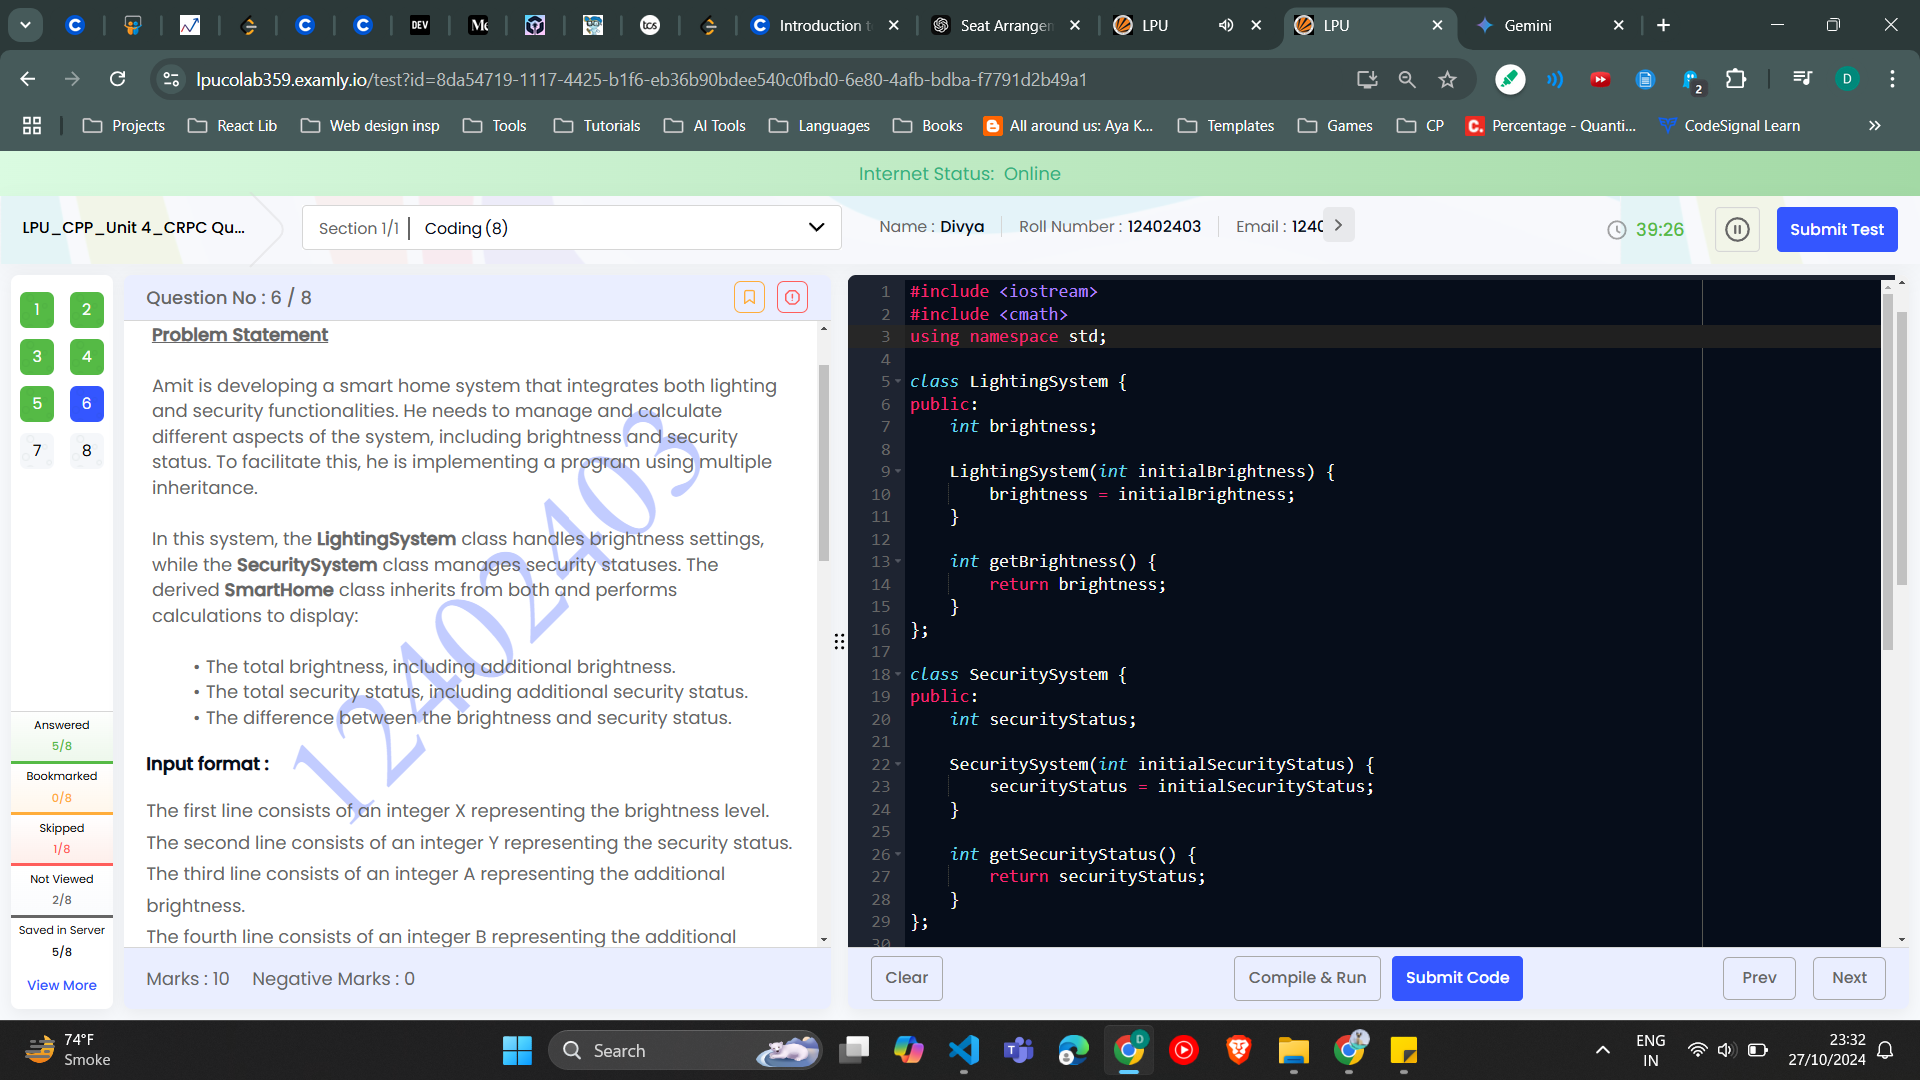 Introduction t
Seat Arrangen
LPU
LPU
Gemini
lpucolab359.examly.io/test?id=8da54719-1117-4425-b1f6-eb36b90bdee540c0fbd0-6e80-4afb-bdba-f7791d2b49a1
D
2
Projects
React Lib
Web design insp
Tools
Tutorials
AI Tools
Languages
Books
All around us: Aya K...
Templates
Games
CP
Percentage - Quanti...
CodeSignal Learn
Internet Status: Online
LPU_CPP_Unit 4_CRPC Qu...
Section 1/1 | Coding (8)
Name : Divya
Roll Number : 12402403
Email : 1240
39:26
Submit Test
1 2
3 4
5 6
7 8
Answered
5/8
Bookmarked
0/8
Skipped
1/8
Not Viewed
2/8
Saved in Server
5/8
View More
Question No : 6 / 8
Problem Statement
Amit is developing a smart home system that integrates both lighting
and security functionalities. He needs to manage and calculate
different aspects of the system, including brightness and security
status. To facilitate this, he is implementing a program using multiple
inheritance.
In this system, the LightingSystem class handles brightness settings,
while the SecuritySystem class manages security statuses. The
derived SmartHome class inherits from both and performs
calculations to display:
• The total brightness, including additional brightness.
• The total security status, including additional security status.
• The difference between the brightness and security status.
Input format :
The first line consists of an integer X representing the brightness level.
The second line consists of an integer Y representing the security status.
The third line consists of an integer A representing the additional
brightness.
The fourth line consists of an integer B representing the additional
12402403
Marks : 10
Negative Marks : 0
1 #include <iostream>
2 #include <cmath>
3 using namespace std;
4
5 class LightingSystem {
6 public:
7 int brightness;
8
9 LightingSystem(int initialBrightness) {
10 brightness = initialBrightness;
11 }
12
13 int getBrightness() {
14 return brightness;
15 }
16 };
17
18 class SecuritySystem {
19 public:
20 int securityStatus;
21
22 SecuritySystem(int initialSecurityStatus) {
23 securityStatus = initialSecurityStatus;
24 }
25
26 int getSecurityStatus() {
27 return securityStatus;
28 }
29 };
30
Clear
Compile & Run
Submit Code
Prev
Next
74°F
Smoke
Search
ENG
IN
23:32
27/10/2024